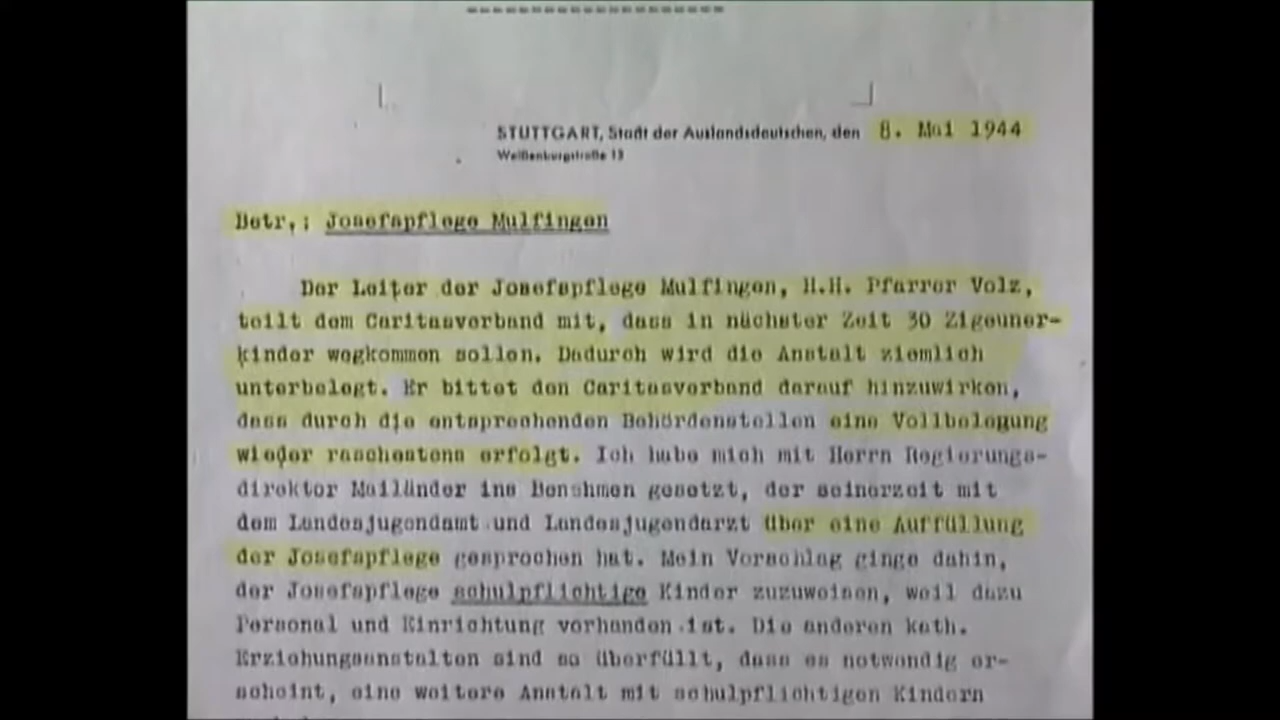 STUTTGART, Stadt der Auslandsdeutschen, den 8. Mai 1944
Weißenburgstraße 13
Betr.: Josefspflege Mulfingen
Der Leiter der Josefspflege Mulfingen, H.H. Pfarrer Volz,
teilt dem Caritasverband mit, dass in nächster Zeit 30 Zigeuner-
kinder wegkommen sollen. Dadurch wird die Anstalt ziemlich
unterbelegt. Er bittet den Caritasverband darauf hinzuwirken,
dass durch die entsprechenden Behördenstellen eine Vollbelegung
wieder raschestens erfolgt. Ich habe mich mit Herrn Regierungs-
direktor Mailänder ins Benehmen gesetzt, der seinerzeit mit
dem Landesjugendamt und Landesjugendarzt über eine Auffüllung
der Josefspflege gesprochen hat. Mein Vorschlag ginge dahin,
der Josefspflege schulpflichtige Kinder zuzuweisen, weil dazu
Personal und Einrichtung vorhanden ist. Die anderen kath.
Erziehungsanstalten sind so überfüllt, dass es notwendig er-
scheint, eine weitere Anstalt mit schulpflichtigen Kindern